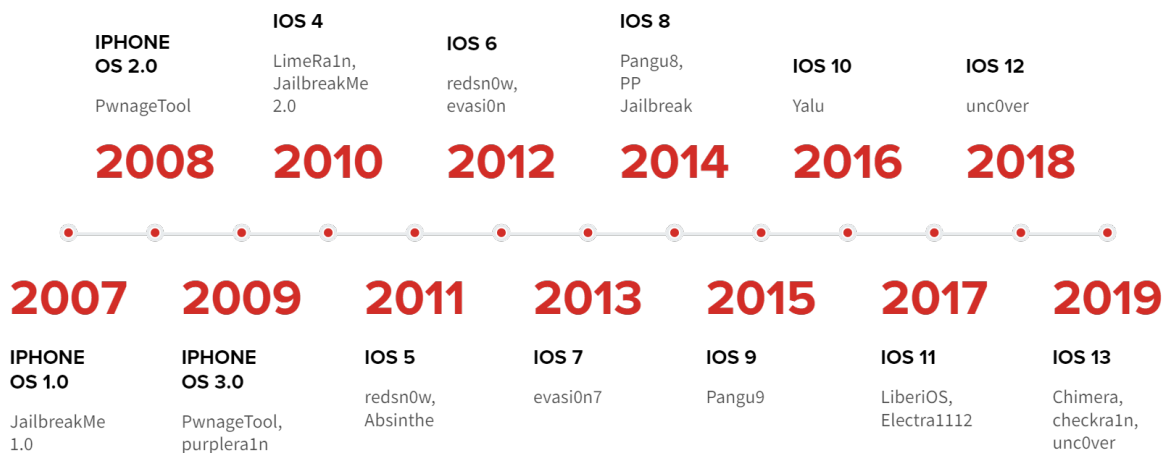 IPHONE
OS 2.0
PwnageTool
2008
IOS 4
LimeRa1n,
JailbreakMe
2.0
2010
IOS 6
redsn0w,
evasi0n
2012
IOS 8
Pangu8,
PP
Jailbreak
2014
IOS 10
Yalu
2016
IOS 12
unc0ver
2018
2007
IPHONE
OS 1.0
JailbreakMe
1.0
2009
IPHONE
OS 3.0
PwnageTool,
purplera1n
2011
IOS 5
redsn0w,
Absinthe
2013
IOS 7
evasi0n7
2015
IOS 9
Pangu9
2017
IOS 11
LiberiOS,
Electra1112
2019
IOS 13
Chimera,
checkra1n,
unc0ver